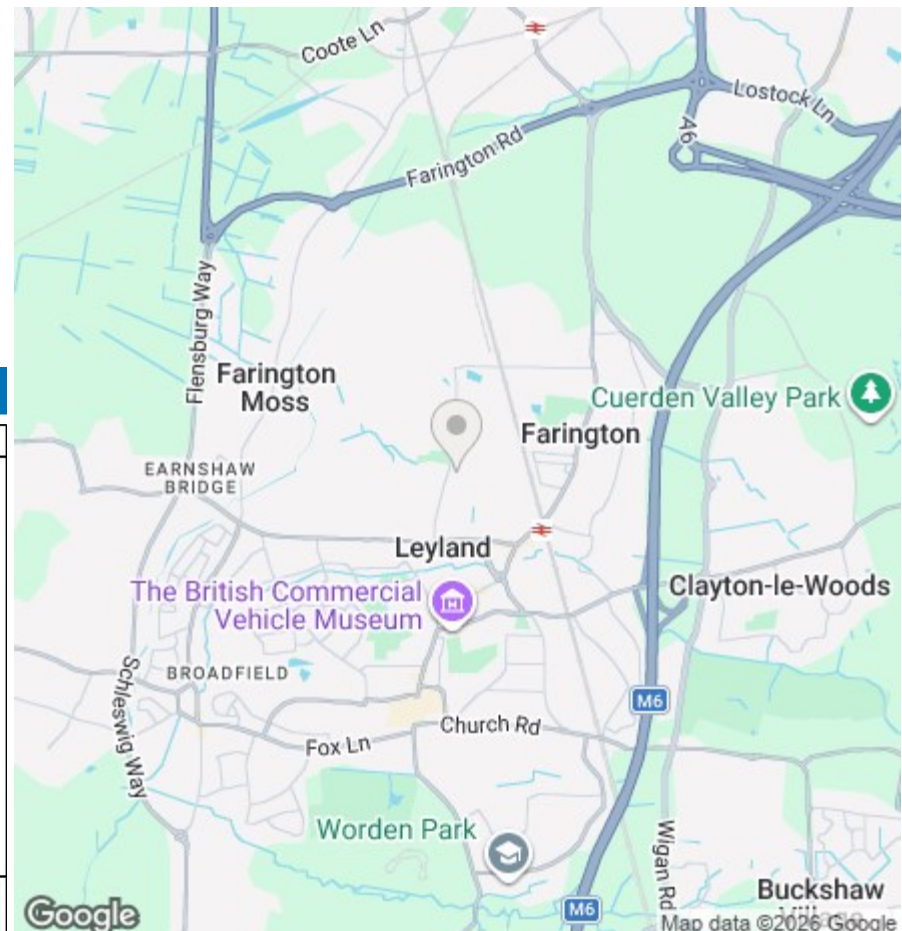 Coote Ln
Lostock Ln
A6
Farington Rd
Flensburg Way
Farington
Moss
Cuerden Valley Park
Farington
EARNSHAW
BRIDGE
Leyland
The British Commercial
Vehicle Museum
Clayton-le-Woods
BROADFIELD
Schleswig Way
M6
Church Rd
Fox Ln
Worden Park
Wigan Rd
Buckshaw
Village
M6
Google
Map data ©2026 Google